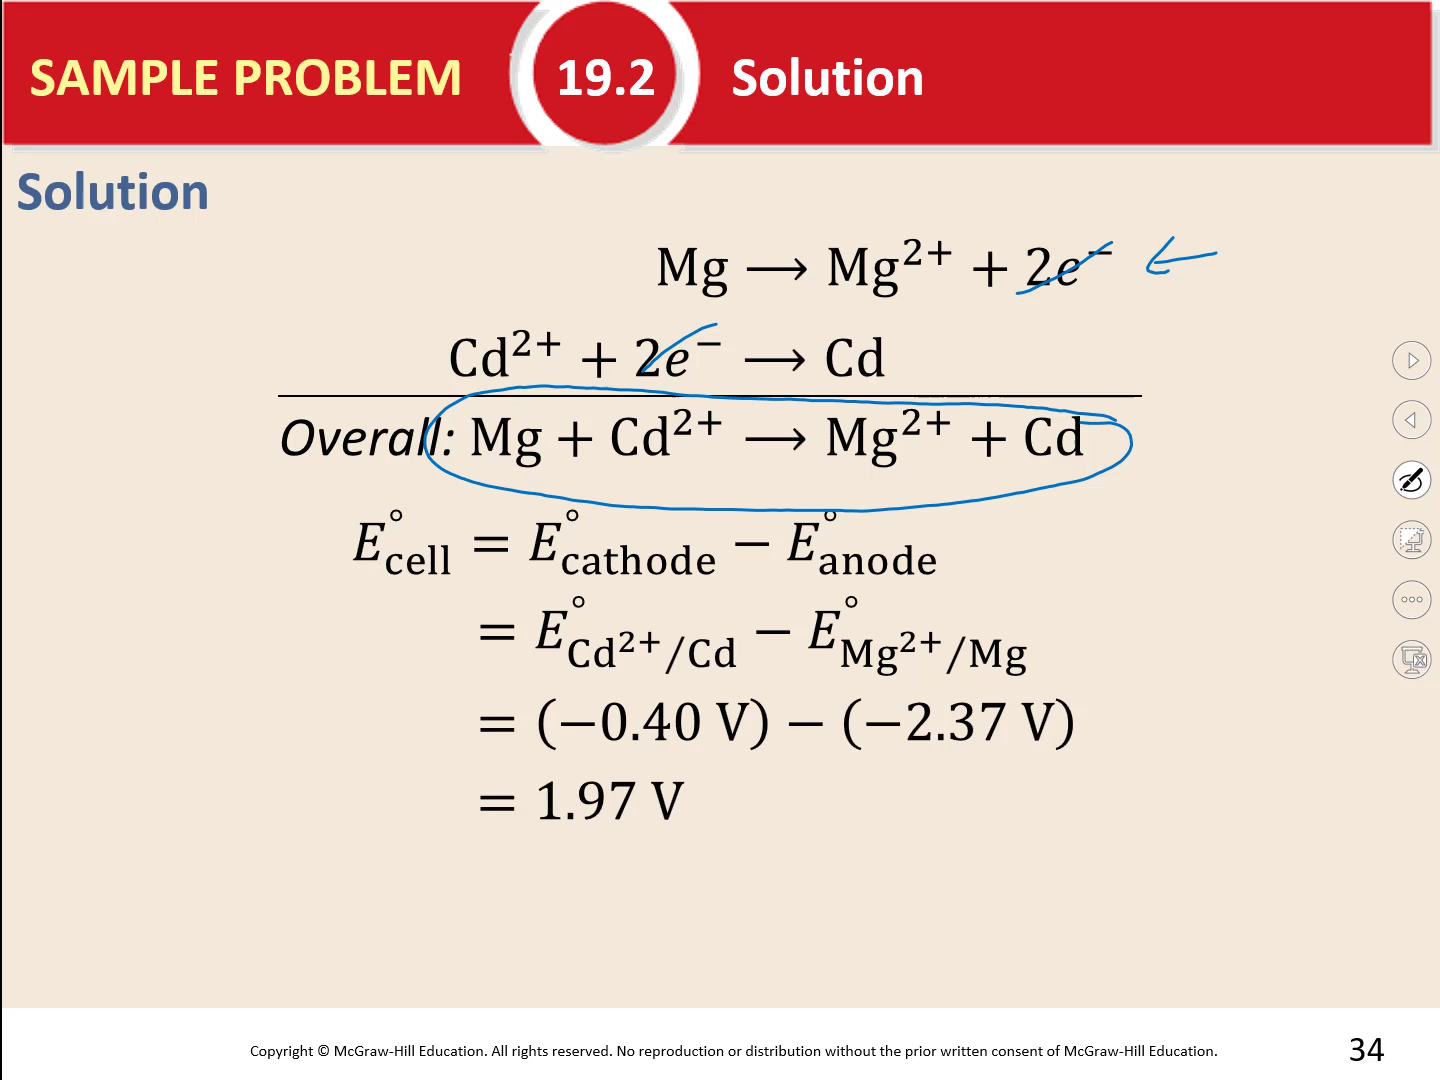 SAMPLE PROBLEM 19.2 Solution
Solution
Mg ⟶ Mg²⁺ + 2e⁻
Cd²⁺ + 2e⁻ ⟶ Cd
Overall: Mg + Cd²⁺ ⟶ Mg²⁺ + Cd
E°cell = E°cathode − E°anode
= E°Cd²⁺/Cd − E°Mg²⁺/Mg
= (−0.40 V) − (−2.37 V)
= 1.97 V
Copyright © McGraw-Hill Education. All rights reserved. No reproduction or distribution without the prior written consent of McGraw-Hill Education.
34